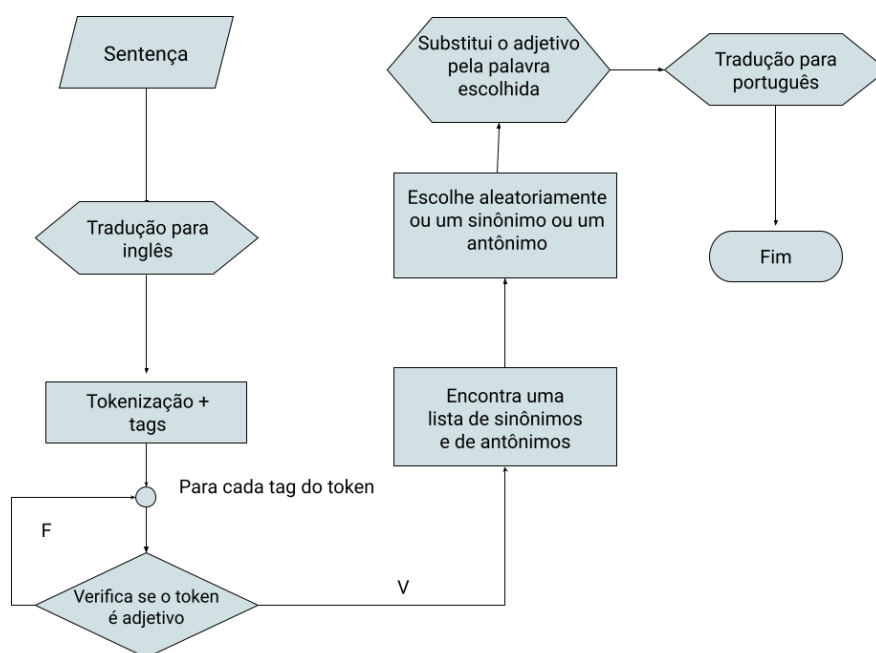 Sentença
Tradução para
inglês
Tokenização +
tags
Para cada tag do token
F
Verifica se o token
é adjetivo
V
Encontra uma
lista de sinônimos
e de antônimos
Escolhe aleatoriamente
ou um sinônimo ou um
antônimo
Substitui o adjetivo
pela palavra
escolhida
Tradução para
português
Fim